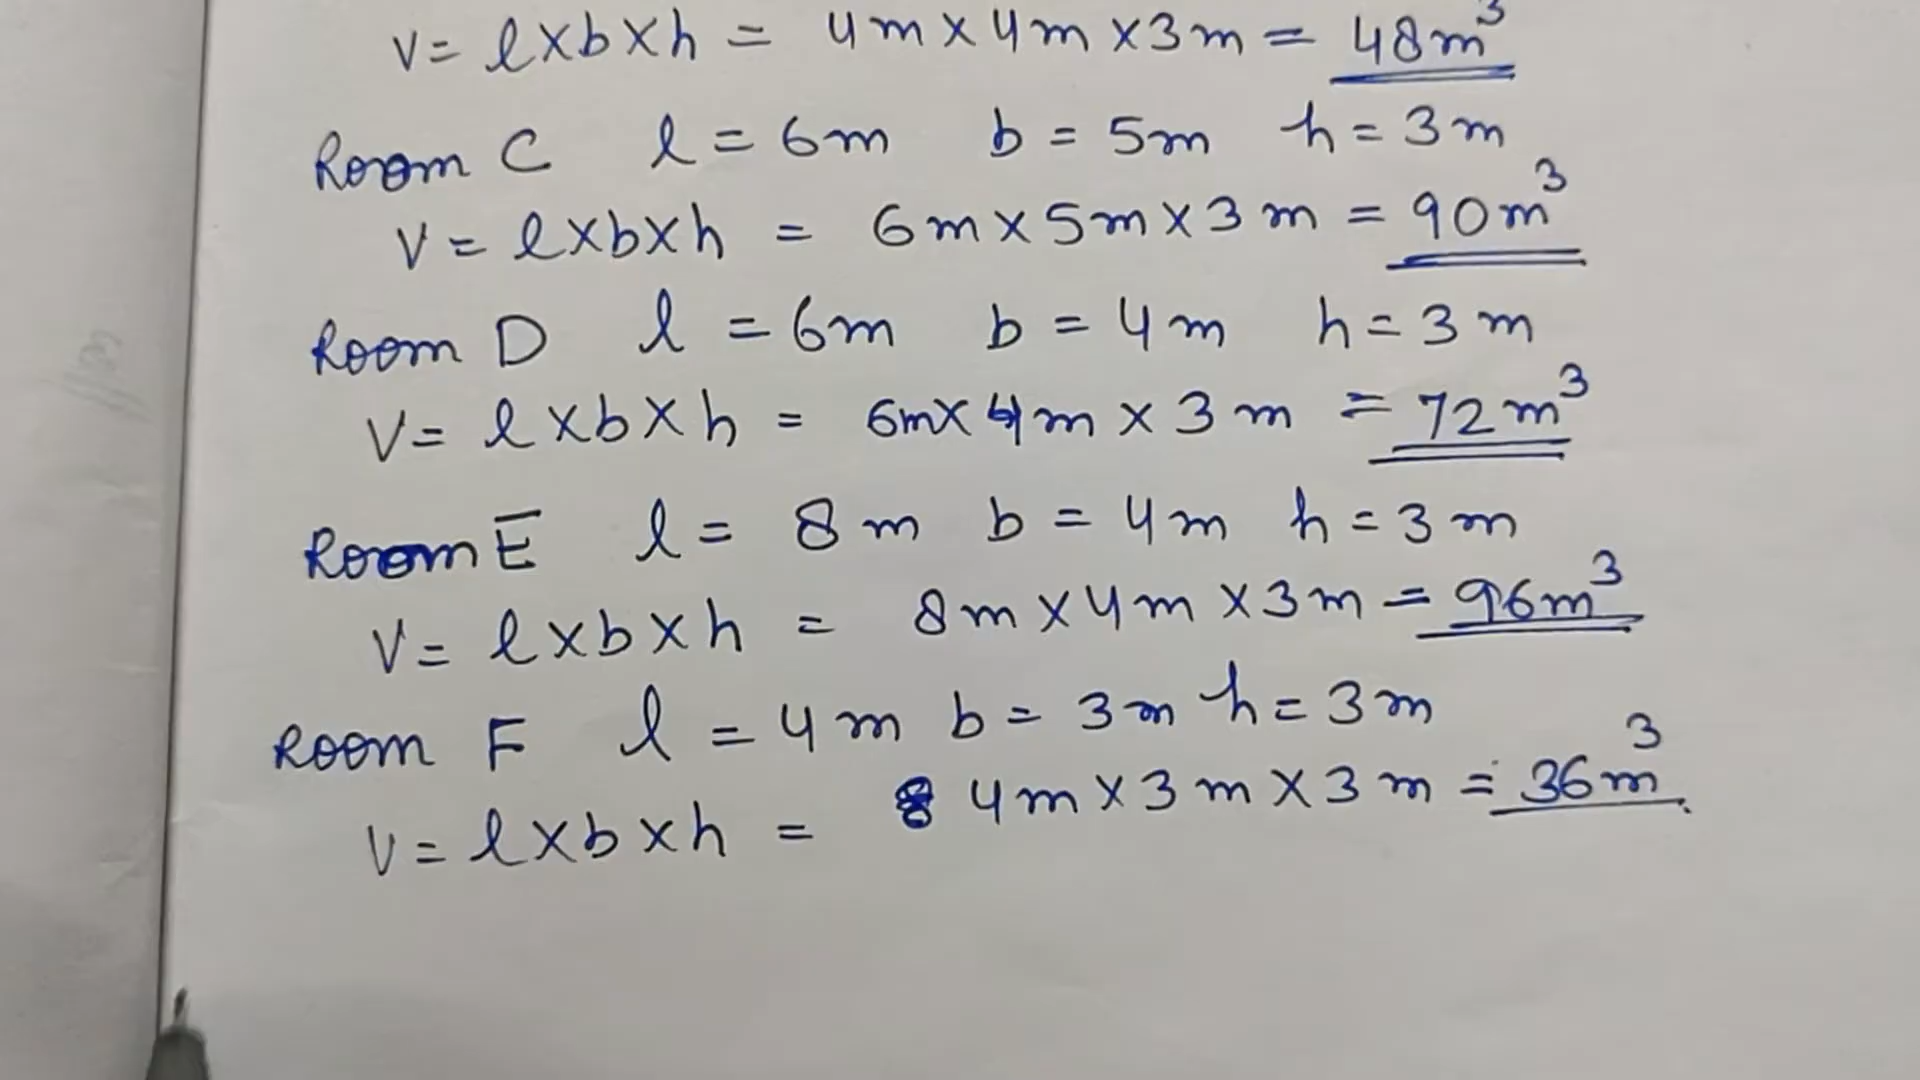 V = l×b×h = 4m×4m×3m = 48m³
Room C l = 6m b = 5m h = 3m
V = l×b×h = 6m×5m×3m = 90m³
Room D l = 6m b = 4m h = 3m
V = l×b×h = 6m×4m×3m = 72m³
Room E l = 8m b = 4m h = 3m
V = l×b×h = 8m×4m×3m = 96m³
Room F l = 4m b = 3m h = 3m
V = l×b×h = 4m×3m×3m = 36m³